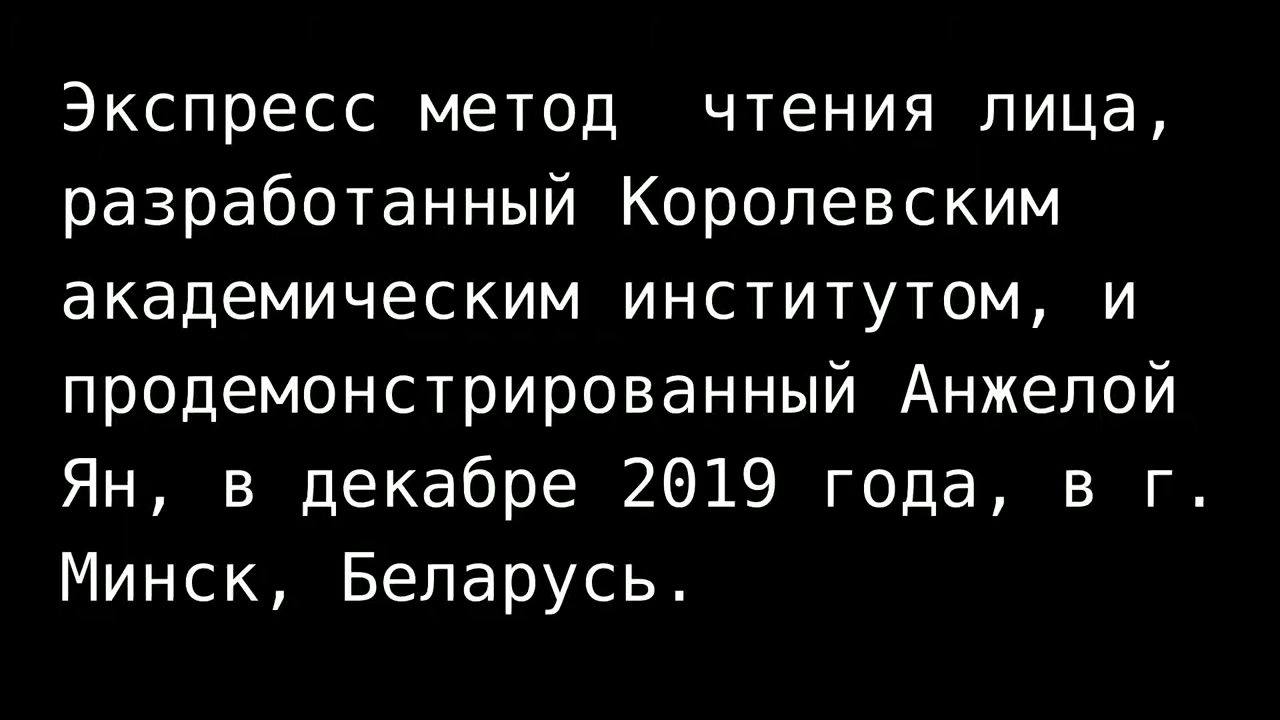 Экспресс метод  чтения лица,
разработанный Королевским
академическим институтом, и
продемонстрированный Анжелой
Ян, в декабре 2019 года, в г.
Минск, Беларусь.